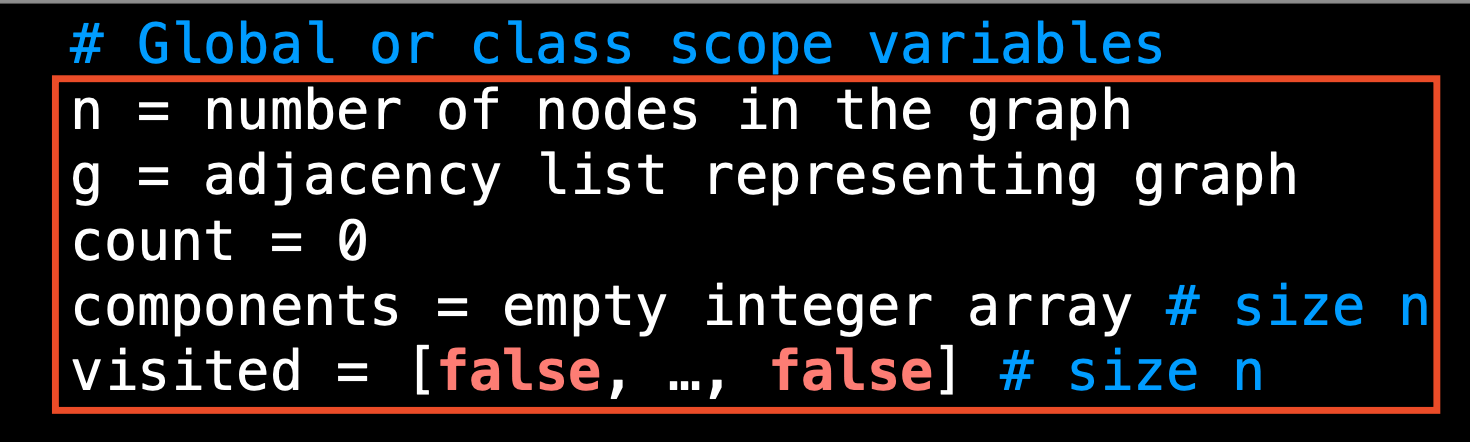 # Global or class scope variables
n = number of nodes in the graph
g = adjacency list representing graph
count = 0
components = empty integer array # size n
visited = [false, …, false] # size n